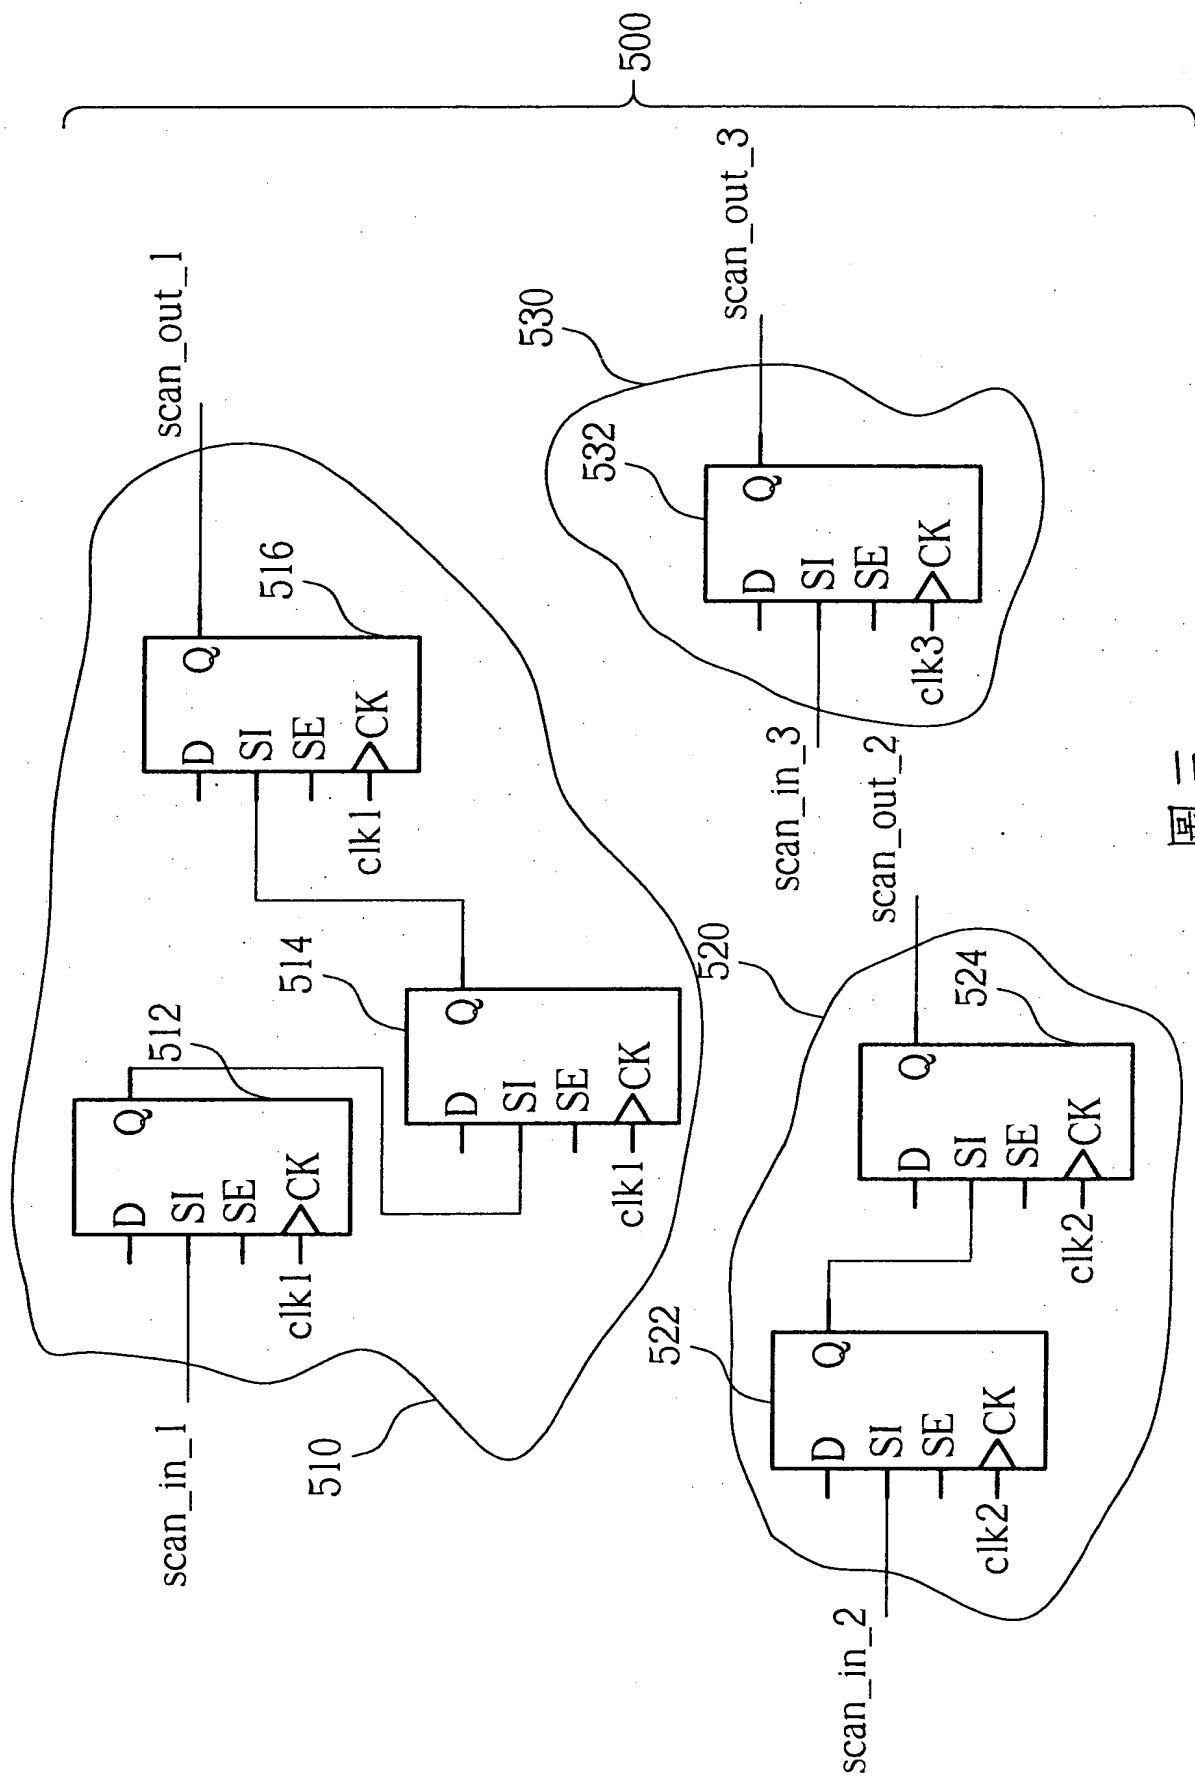 scan_in_1
510
D
SI
SE
CK
Q
clk1
512
D
SI
SE
CK
Q
clk1
514
D
SI
SE
CK
Q
clk1
516
scan_out_1
scan_in_2
520
D
SI
SE
CK
Q
clk2
522
D
SI
SE
CK
Q
clk2
524
scan_out_2
scan_in_3
530
D
SI
SE
CK
Q
clk3
532
scan_out_3
500
圖